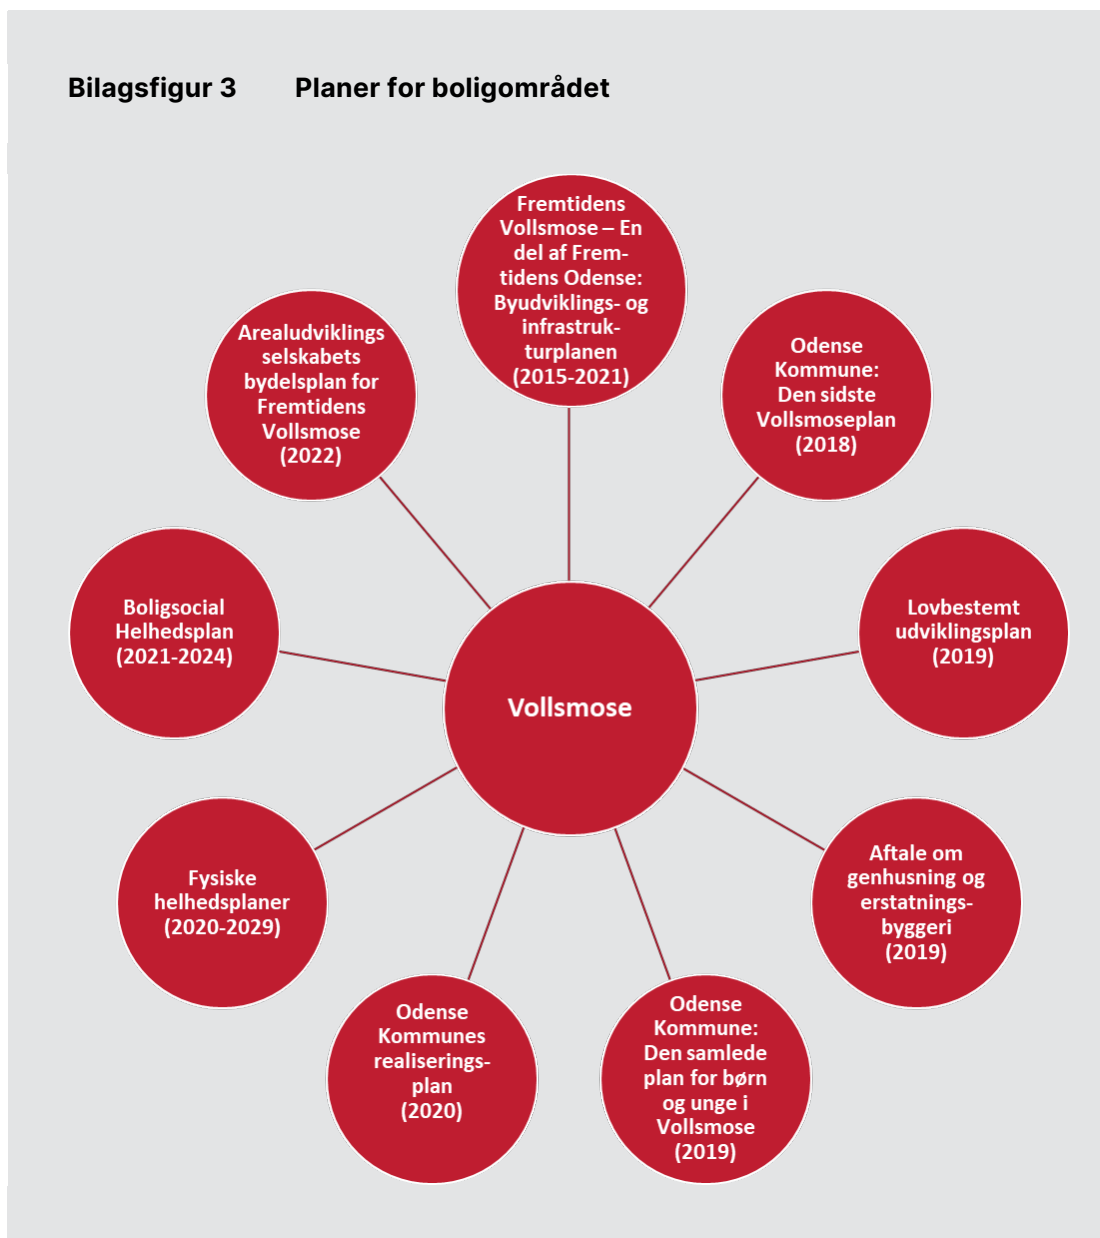 Bilagsfigur 3 Planer for boligområdet
Fremtidens
Vollsmose – En
del af Frem-
tidens Odense:
Byudviklings- og
infrastruk-
turplanen
(2015-2021)
Odense
Kommune:
Den sidste
Vollsmoseplan
(2018)
Lovbestemt
udviklingsplan
(2019)
Aftale om
genhusning og
erstatnings-
byggeri
(2019)
Odense
Kommune:
Den samlede
plan for børn
og unge i
Vollsmose
(2019)
Odense
Kommunes
realiserings-
plan
(2020)
Fysiske
helhedsplaner
(2020-2029)
Boligsocial
Helhedsplan
(2021-2024)
Arealudviklings
selskabets
bydelsplan for
Fremtidens
Vollsmose
(2022)
Vollsmose